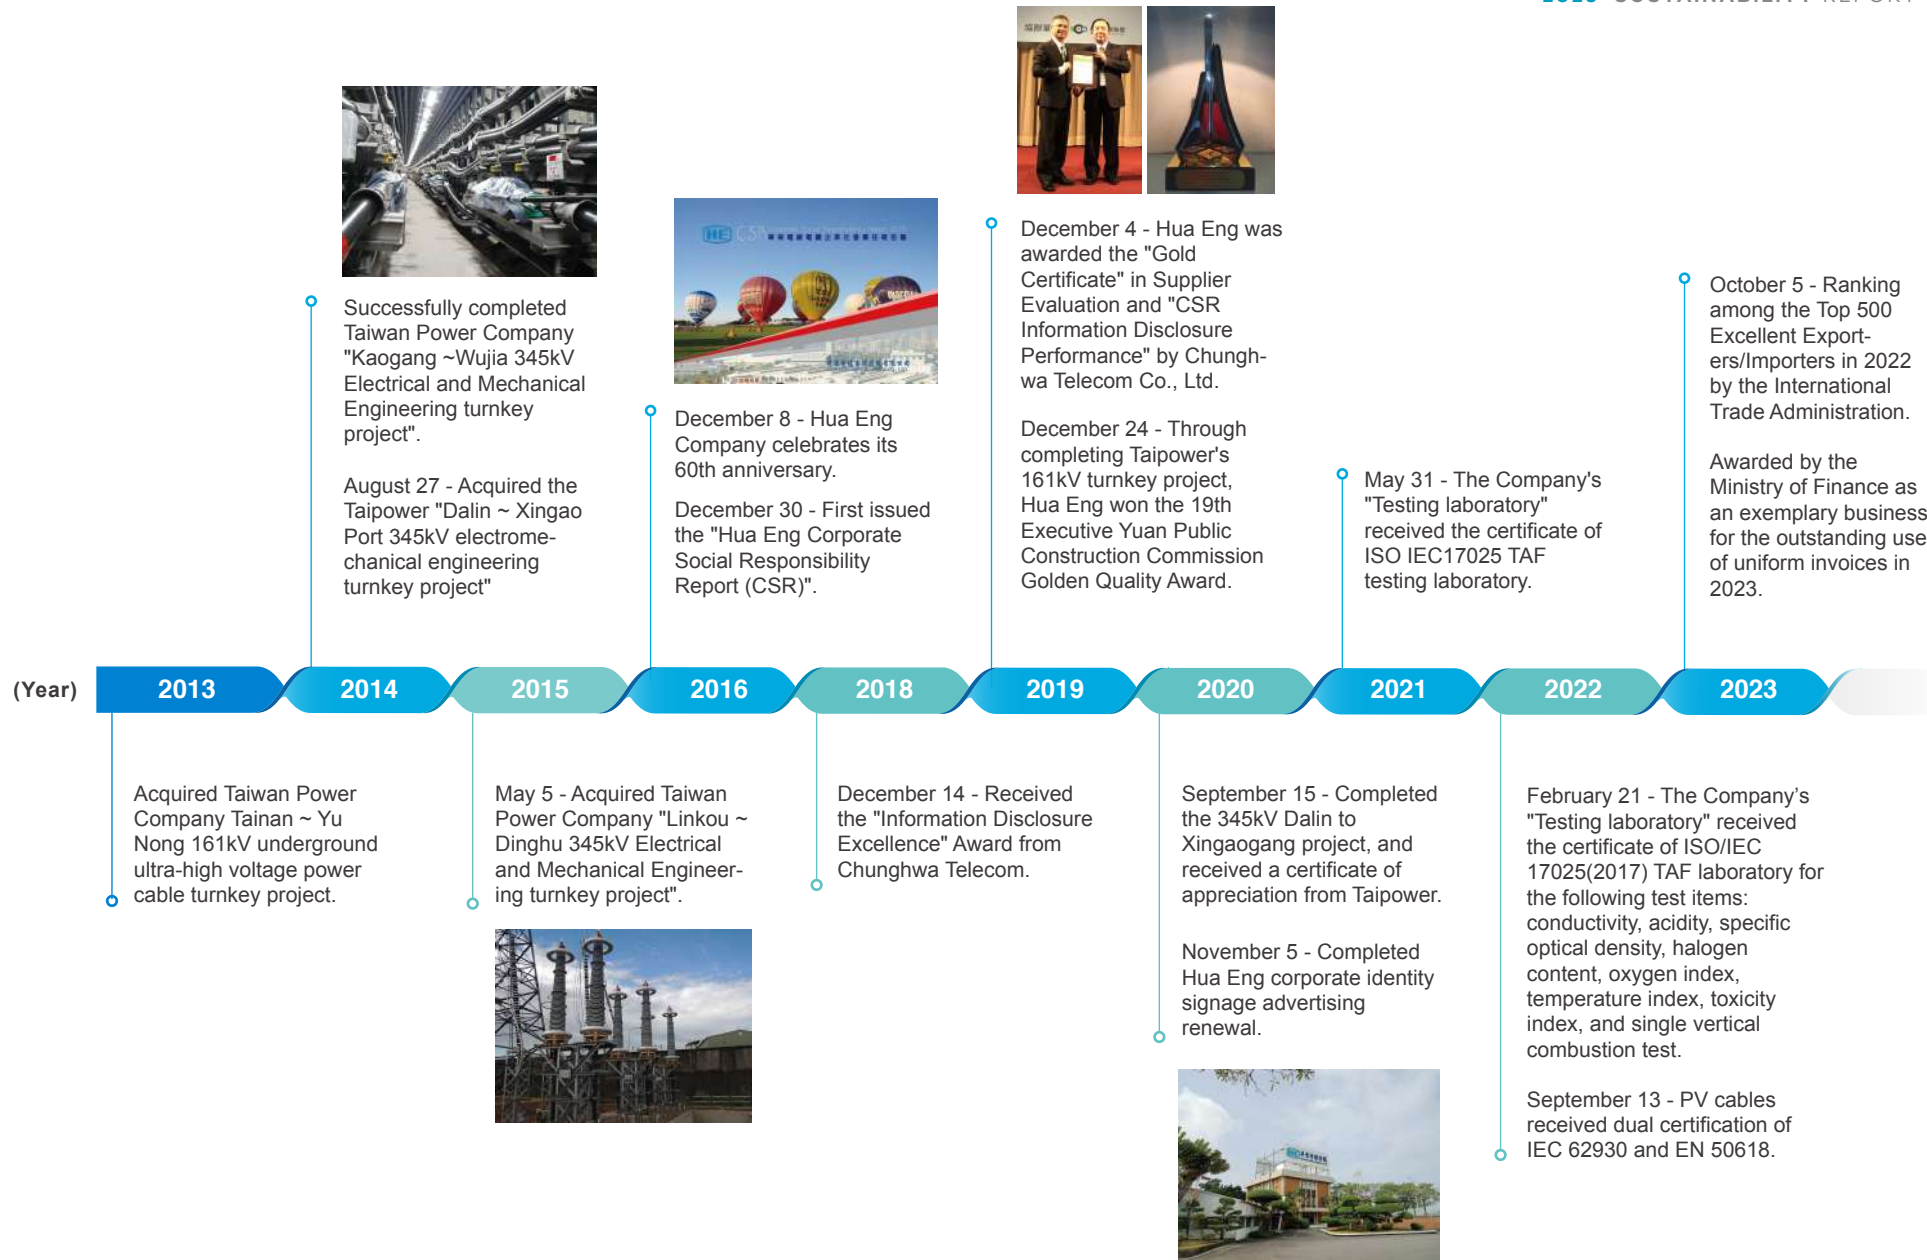 2023 SUSTAINABILITY REPORT
Successfully completed
Taiwan Power Company
"Kaogang ~Wujia 345kV
Electrical and Mechanical
Engineering turnkey
project".
August 27 - Acquired the
Taipower "Dalin ~ Xingao
Port 345kV electrome-
chanical engineering
turnkey project"
HE CSR
December 8 - Hua Eng
Company celebrates its
60th anniversary.
December 30 - First issued
the "Hua Eng Corporate
Social Responsibility
Report (CSR)".
December 4 - Hua Eng was
awarded the "Gold
Certificate" in Supplier
Evaluation and "CSR
Information Disclosure
Performance" by Chungh-
wa Telecom Co., Ltd.
December 24 - Through
completing Taipower's
161kV turnkey project,
Hua Eng won the 19th
Executive Yuan Public
Construction Commission
Golden Quality Award.
May 31 - The Company's
"Testing laboratory"
received the certificate of
ISO IEC17025 TAF
testing laboratory.
October 5 - Ranking
among the Top 500
Excellent Export-
ers/Importers in 2022
by the International
Trade Administration.
Awarded by the
Ministry of Finance as
an exemplary business
for the outstanding use
of uniform invoices in
2023.
(Year) 2013 2014 2015 2016 2018 2019 2020 2021 2022 2023
Acquired Taiwan Power
Company Tainan ~ Yu
Nong 161kV underground
ultra-high voltage power
cable turnkey project.
May 5 - Acquired Taiwan
Power Company "Linkou ~
Dinghu 345kV Electrical
and Mechanical Engineer-
ing turnkey project".
December 14 - Received
the "Information Disclosure
Excellence" Award from
Chunghwa Telecom.
September 15 - Completed
the 345kV Dalin to
Xingaogang project, and
received a certificate of
appreciation from Taipower.
November 5 - Completed
Hua Eng corporate identity
signage advertising
renewal.
February 21 - The Company’s
"Testing laboratory" received
the certificate of ISO/IEC
17025(2017) TAF laboratory for
the following test items:
conductivity, acidity, specific
optical density, halogen
content, oxygen index,
temperature index, toxicity
index, and single vertical
combustion test.
September 13 - PV cables
received dual certification of
IEC 62930 and EN 50618.